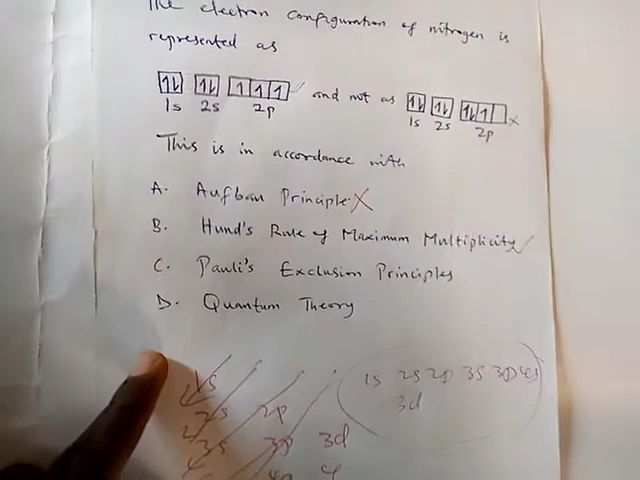 The electron configuration of nitrogen is
represented as
1s 2s 2p and not as 1s 2s 2p
This is in accordance with
A. Aufbau Principle X
B. Hund's Rule of Maximum Multiplicity ✓
C. Pauli's Exclusion Principles
D. Quantum Theory
1s
2s 2p
3s 3p 3d
1s 2s 2p 3s 3p 4s
3d